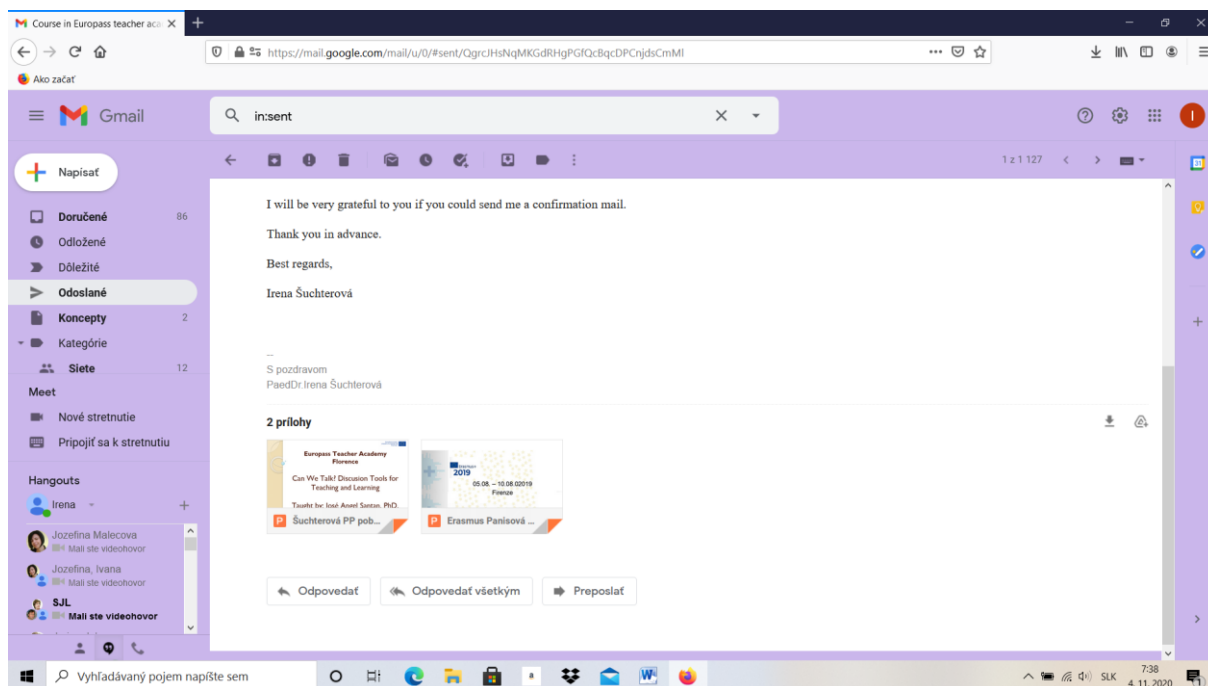 Course in Europass teacher aca
https://mail.google.com/mail/u/0/#sent/QgrcJHsNqMKGdRHgPGfQcBqcDPCnjdsCmMl
Ako začať
Gmail
in:sent
Napísať
1 z 1 127
31
Doručené 86
Odložené
Dôležité
Odoslané
Koncepty 2
Kategórie
Siete 12
Meet
Nové stretnutie
Pripojiť sa k stretnutiu
Hangouts
Irena
Jozefina Malecova
Mali ste videohovor
Jozefina, Ivana
Mali ste videohovor
SJL
Mali ste videohovor
I will be very grateful to you if you could send me a confirmation mail.
Thank you in advance.
Best regards,
Irena Šuchterová
--
S pozdravom
PaedDr.Irena Šuchterová
2 prílohy
Europass Teacher Academy
Florence
Can We Talk? Discusion Tools for
Teaching and Learning
Taught by: José Angel Santan, PhD.
P Šuchterová PP pob...
2019
05.08. – 10.08.02019
Firenze
P Erasmus Panisová ...
Odpovedať
Odpovedať všetkým
Preposlať
Vyhľadávaný pojem napíšte sem
SLK
7:38
4. 11. 2020